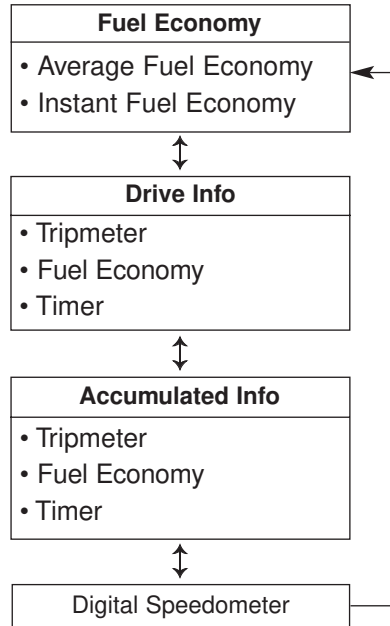 Fuel Economy
• Average Fuel Economy
• Instant Fuel Economy
Drive Info
• Tripmeter
• Fuel Economy
• Timer
Accumulated Info
• Tripmeter
• Fuel Economy
• Timer
Digital Speedometer